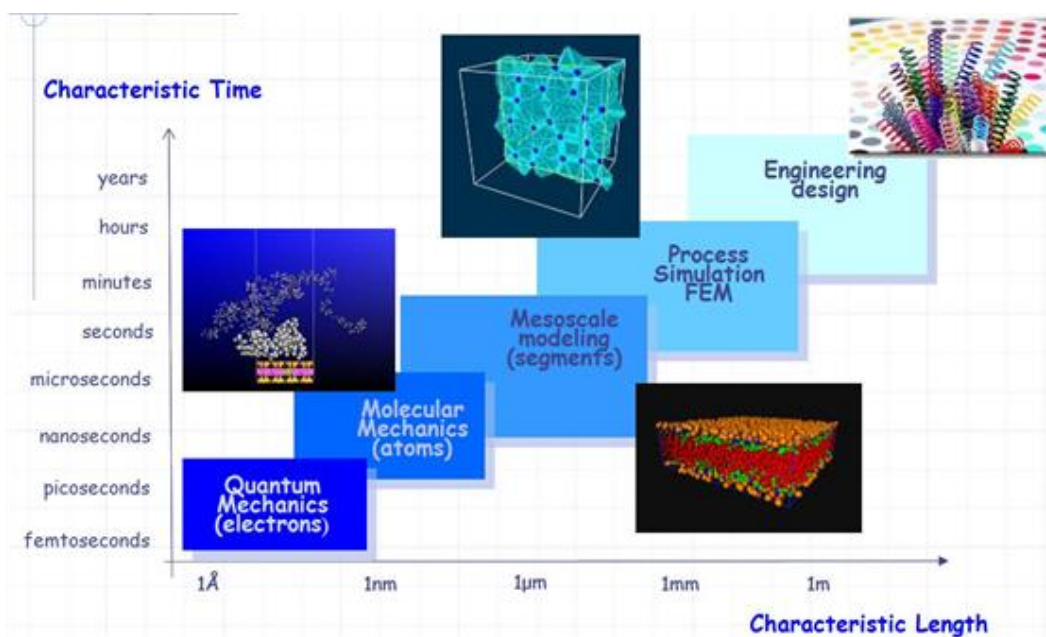 Characteristic Time
years
hours
minutes
seconds
microseconds
nanoseconds
picoseconds
femtoseconds
Engineering
design
Process
Simulation
FEM
Mesoscale
modeling
(segments)
Molecular
Mechanics
(atoms)
Quantum
Mechanics
(electrons)
1Å
1nm
1μm
1mm
1m
Characteristic Length